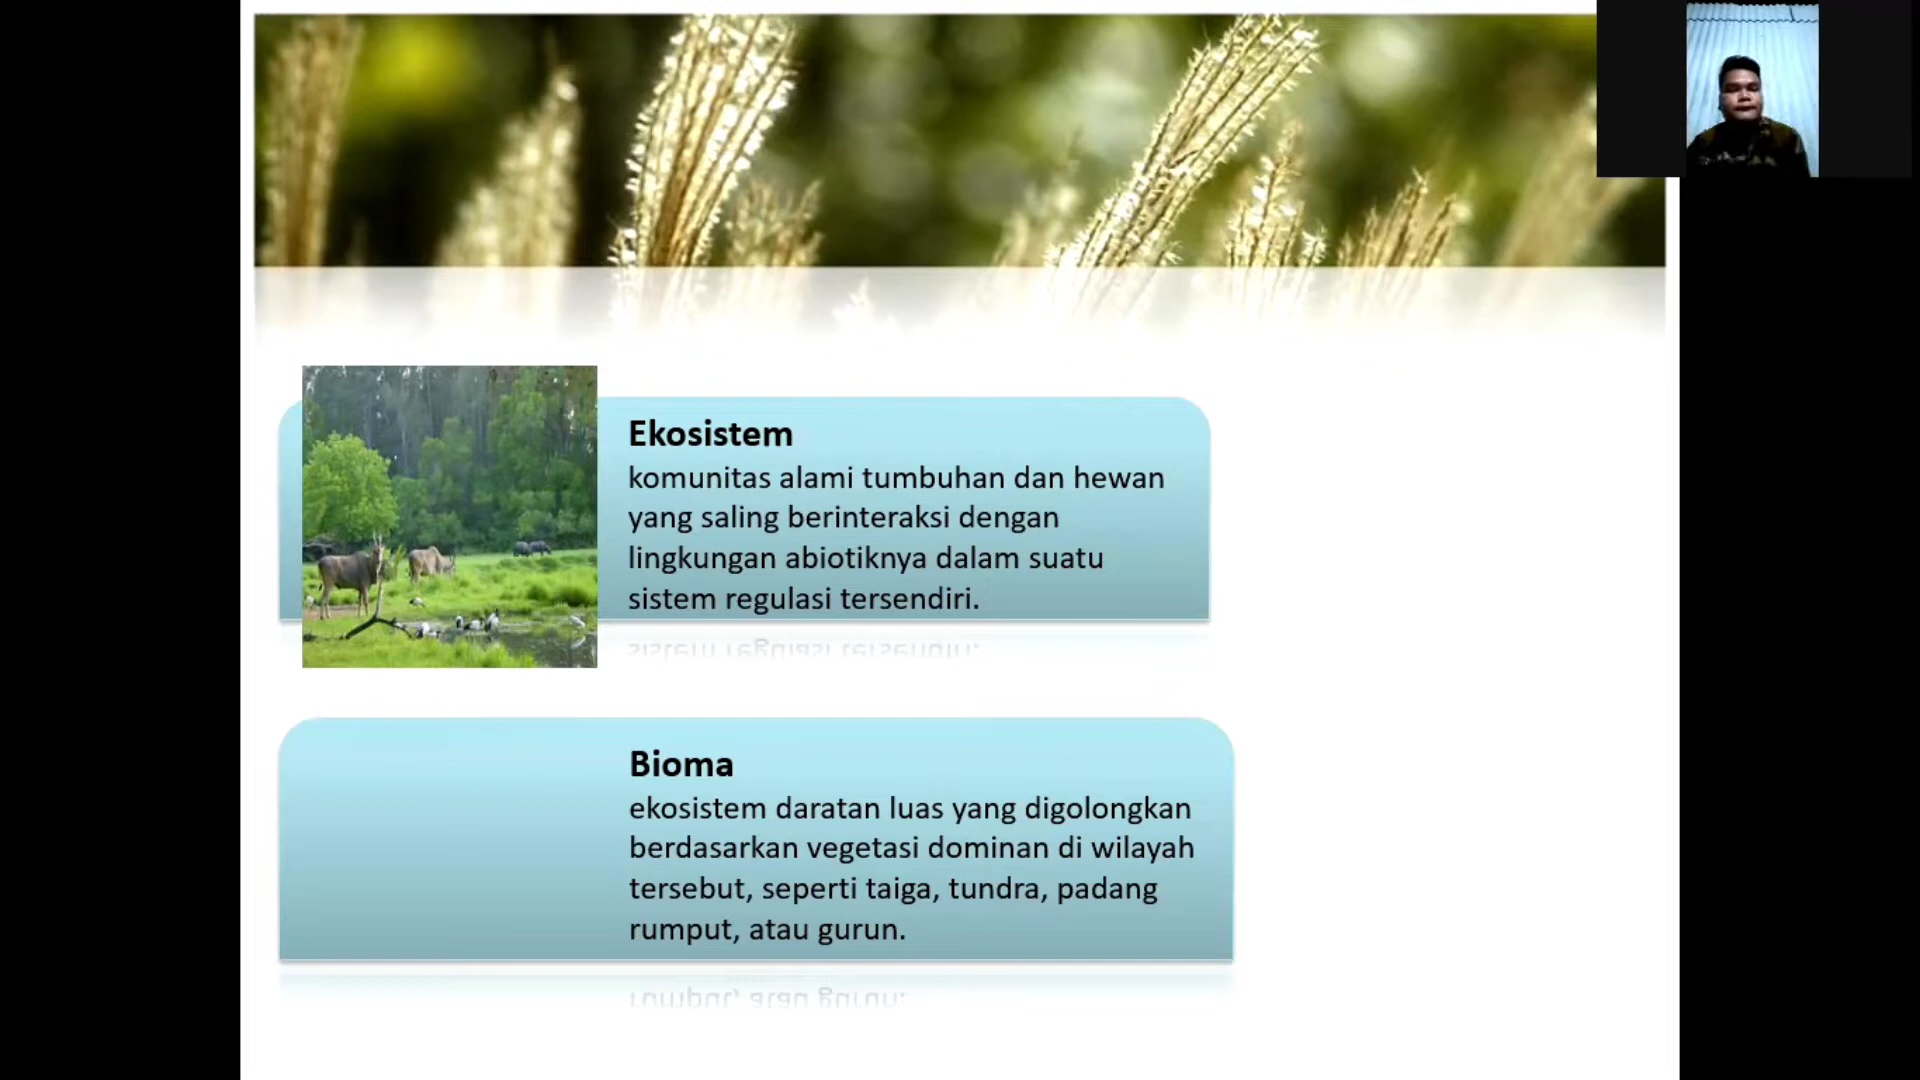 Ekosistem
komunitas alami tumbuhan dan hewan
yang saling berinteraksi dengan
lingkungan abiotiknya dalam suatu
sistem regulasi tersendiri.
Bioma
ekosistem daratan luas yang digolongkan
berdasarkan vegetasi dominan di wilayah
tersebut, seperti taiga, tundra, padang
rumput, atau gurun.